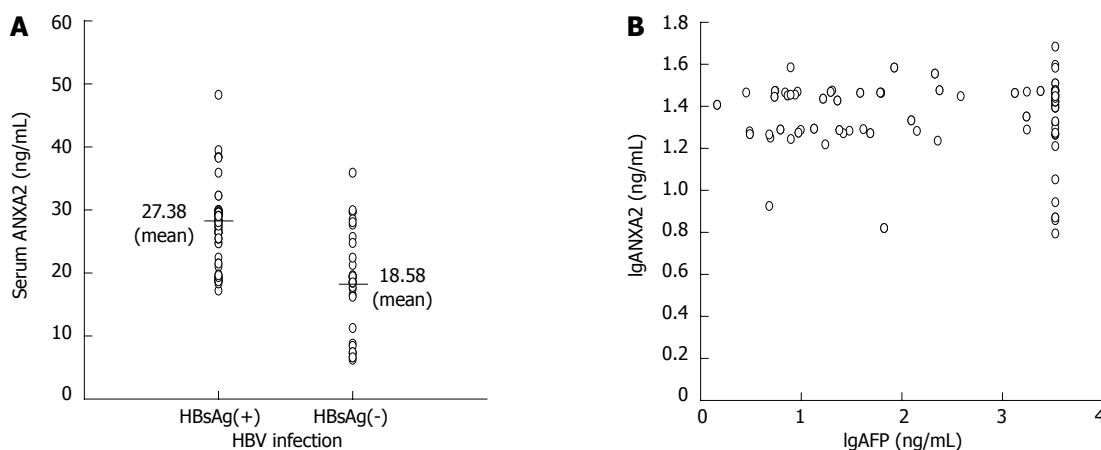 A
Serum ANXA2 (ng/mL)
60
50
40
30
20
10
0
27.38
(mean)
18.58
(mean)
HBsAg(+)
HBsAg(-)
HBV infection
B
lgANXA2 (ng/mL)
1.8
1.6
1.4
1.2
1.0
0.8
0.6
0.4
0.2
0
0
1
2
3
4
lgAFP (ng/mL)